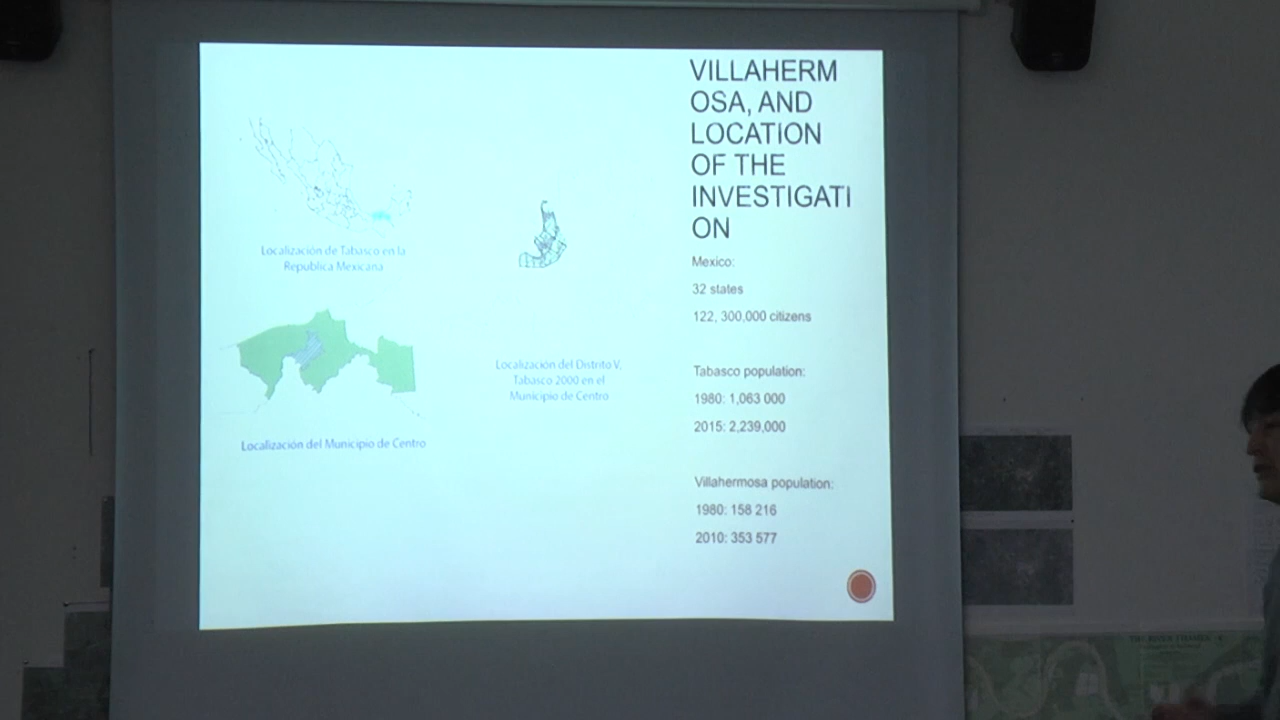 VILLAHERM
OSA, AND
LOCATION
OF THE
INVESTIGATI
ON
Mexico:
32 states
122, 300,000 citizens
Tabasco population:
1980: 1,063 000
2015: 2,239,000
Villahermosa population:
1980: 158 216
2010: 353 577
Localización de Tabasco en la
Republica Mexicana
Localización del Municipio de Centro
Localización del Distrito V,
Tabasco 2000 en el
Municipio de Centro